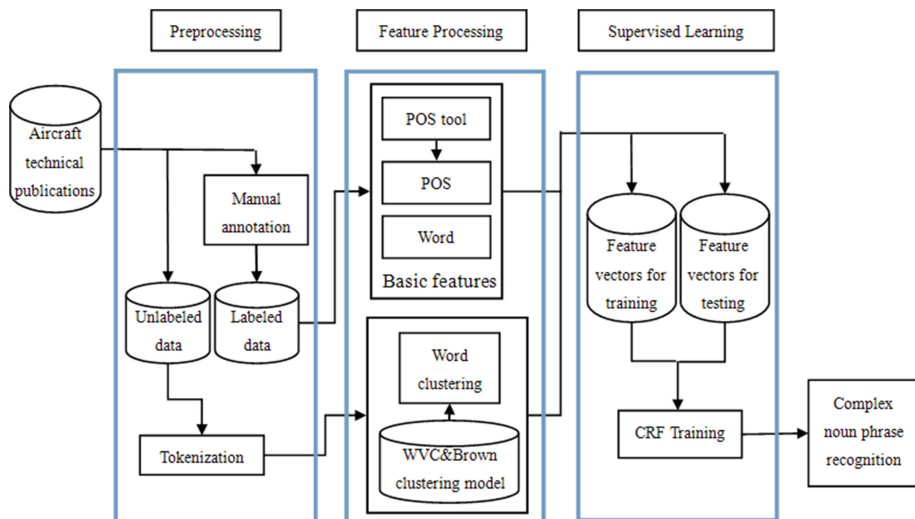 Preprocessing
Feature Processing
Supervised Learning
Aircraft
technical
publications
Manual
annotation
Unlabeled
data
Labeled
data
Tokenization
POS tool
POS
Word
Basic features
Word
clustering
WVC&Brown
clustering model
Feature
vectors for
training
Feature
vectors for
testing
CRF Training
Complex
noun phrase
recognition